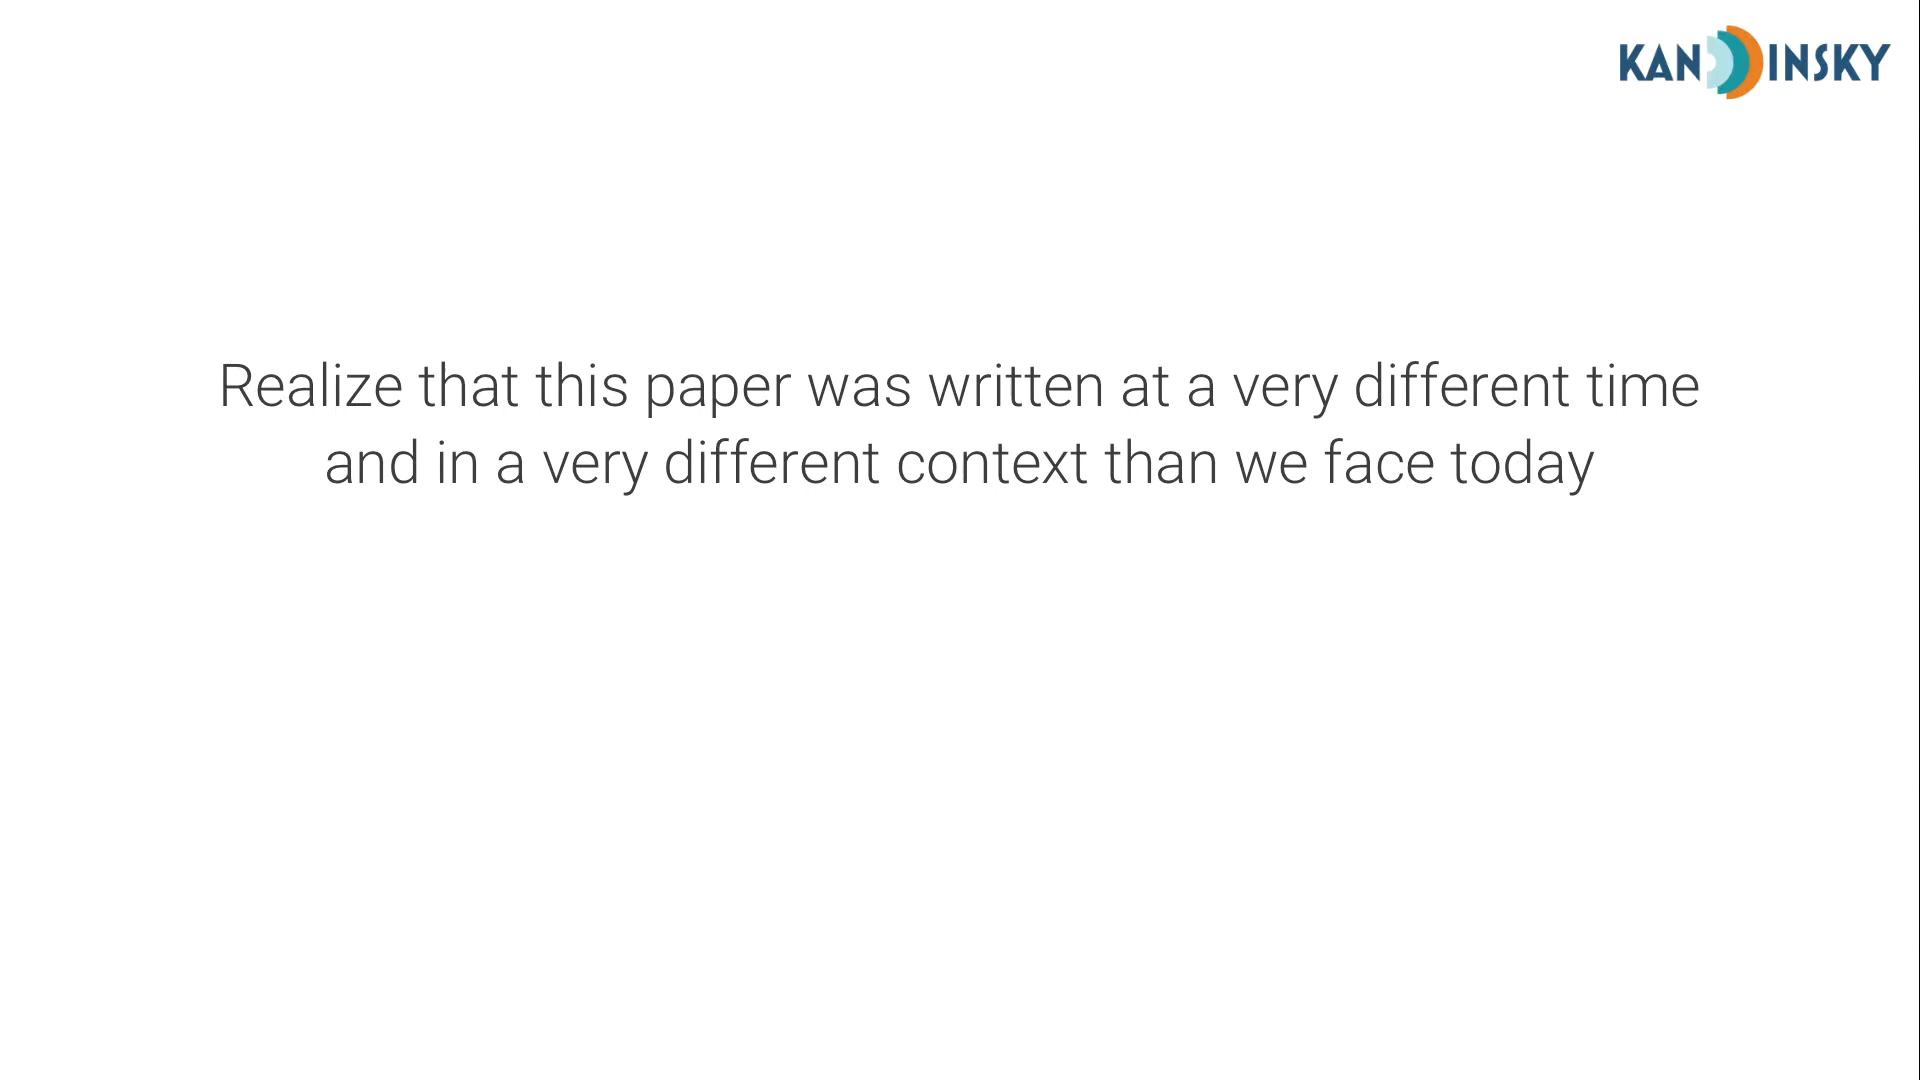 KANDINSKY
Realize that this paper was written at a very different time
and in a very different context than we face today